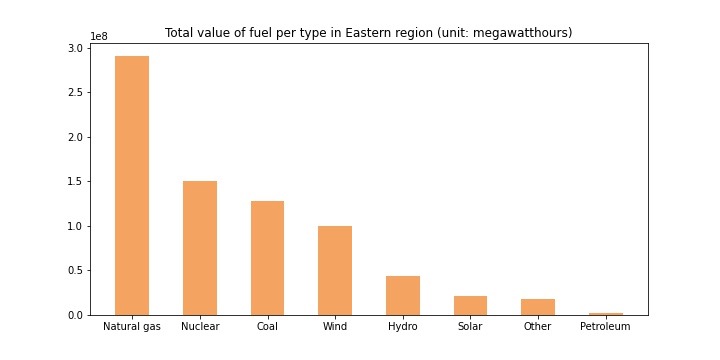 Total value of fuel per type in Eastern region (unit: megawatthours)
1e8
3.0
2.5
2.0
1.5
1.0
0.5
0.0
Natural gas Nuclear Coal Wind Hydro Solar Other Petroleum